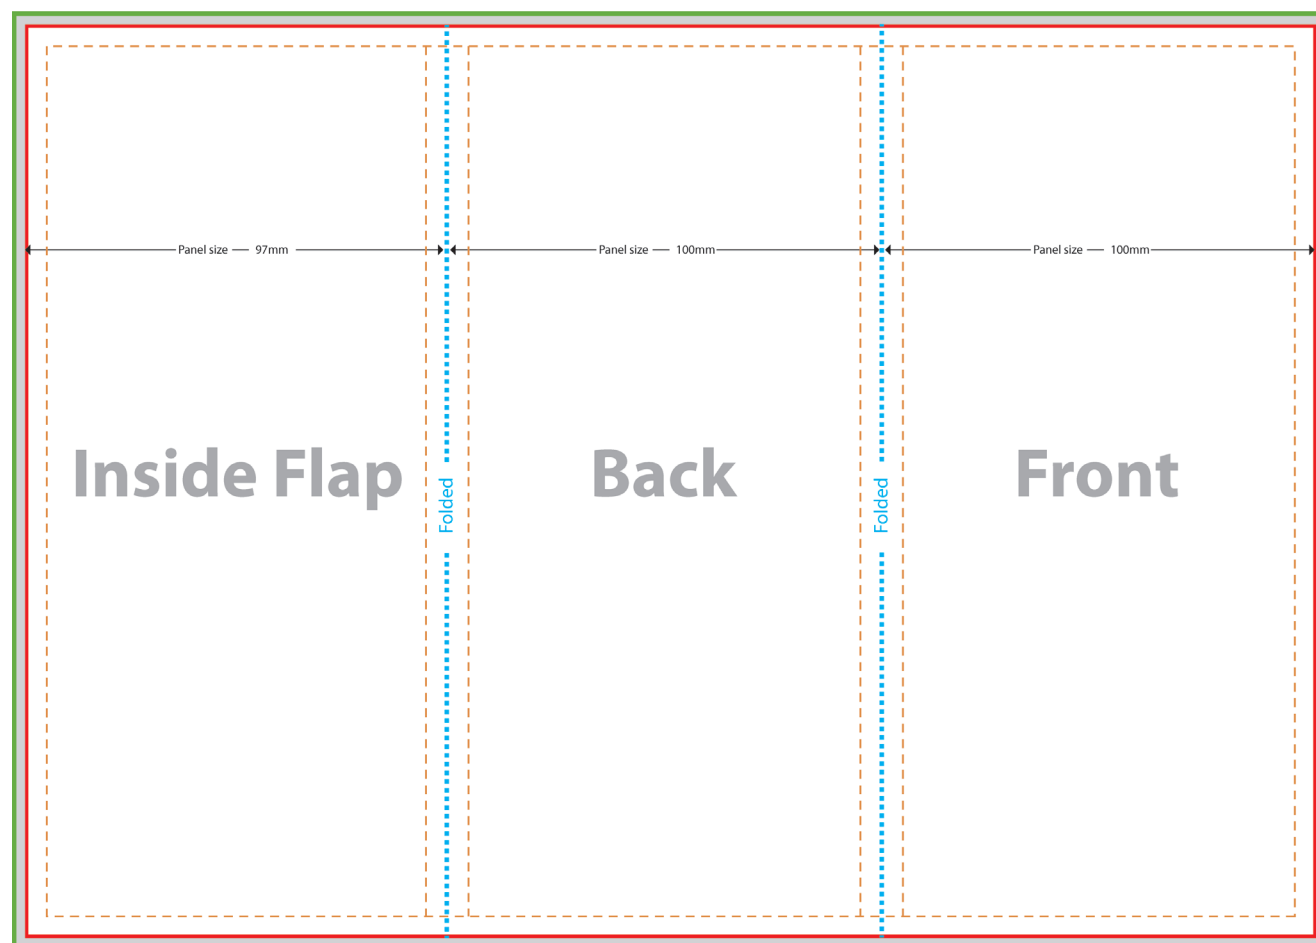 Panel size — 97mm
Panel size — 100mm
Panel size — 100mm
Inside Flap
Folded
Back
Folded
Front